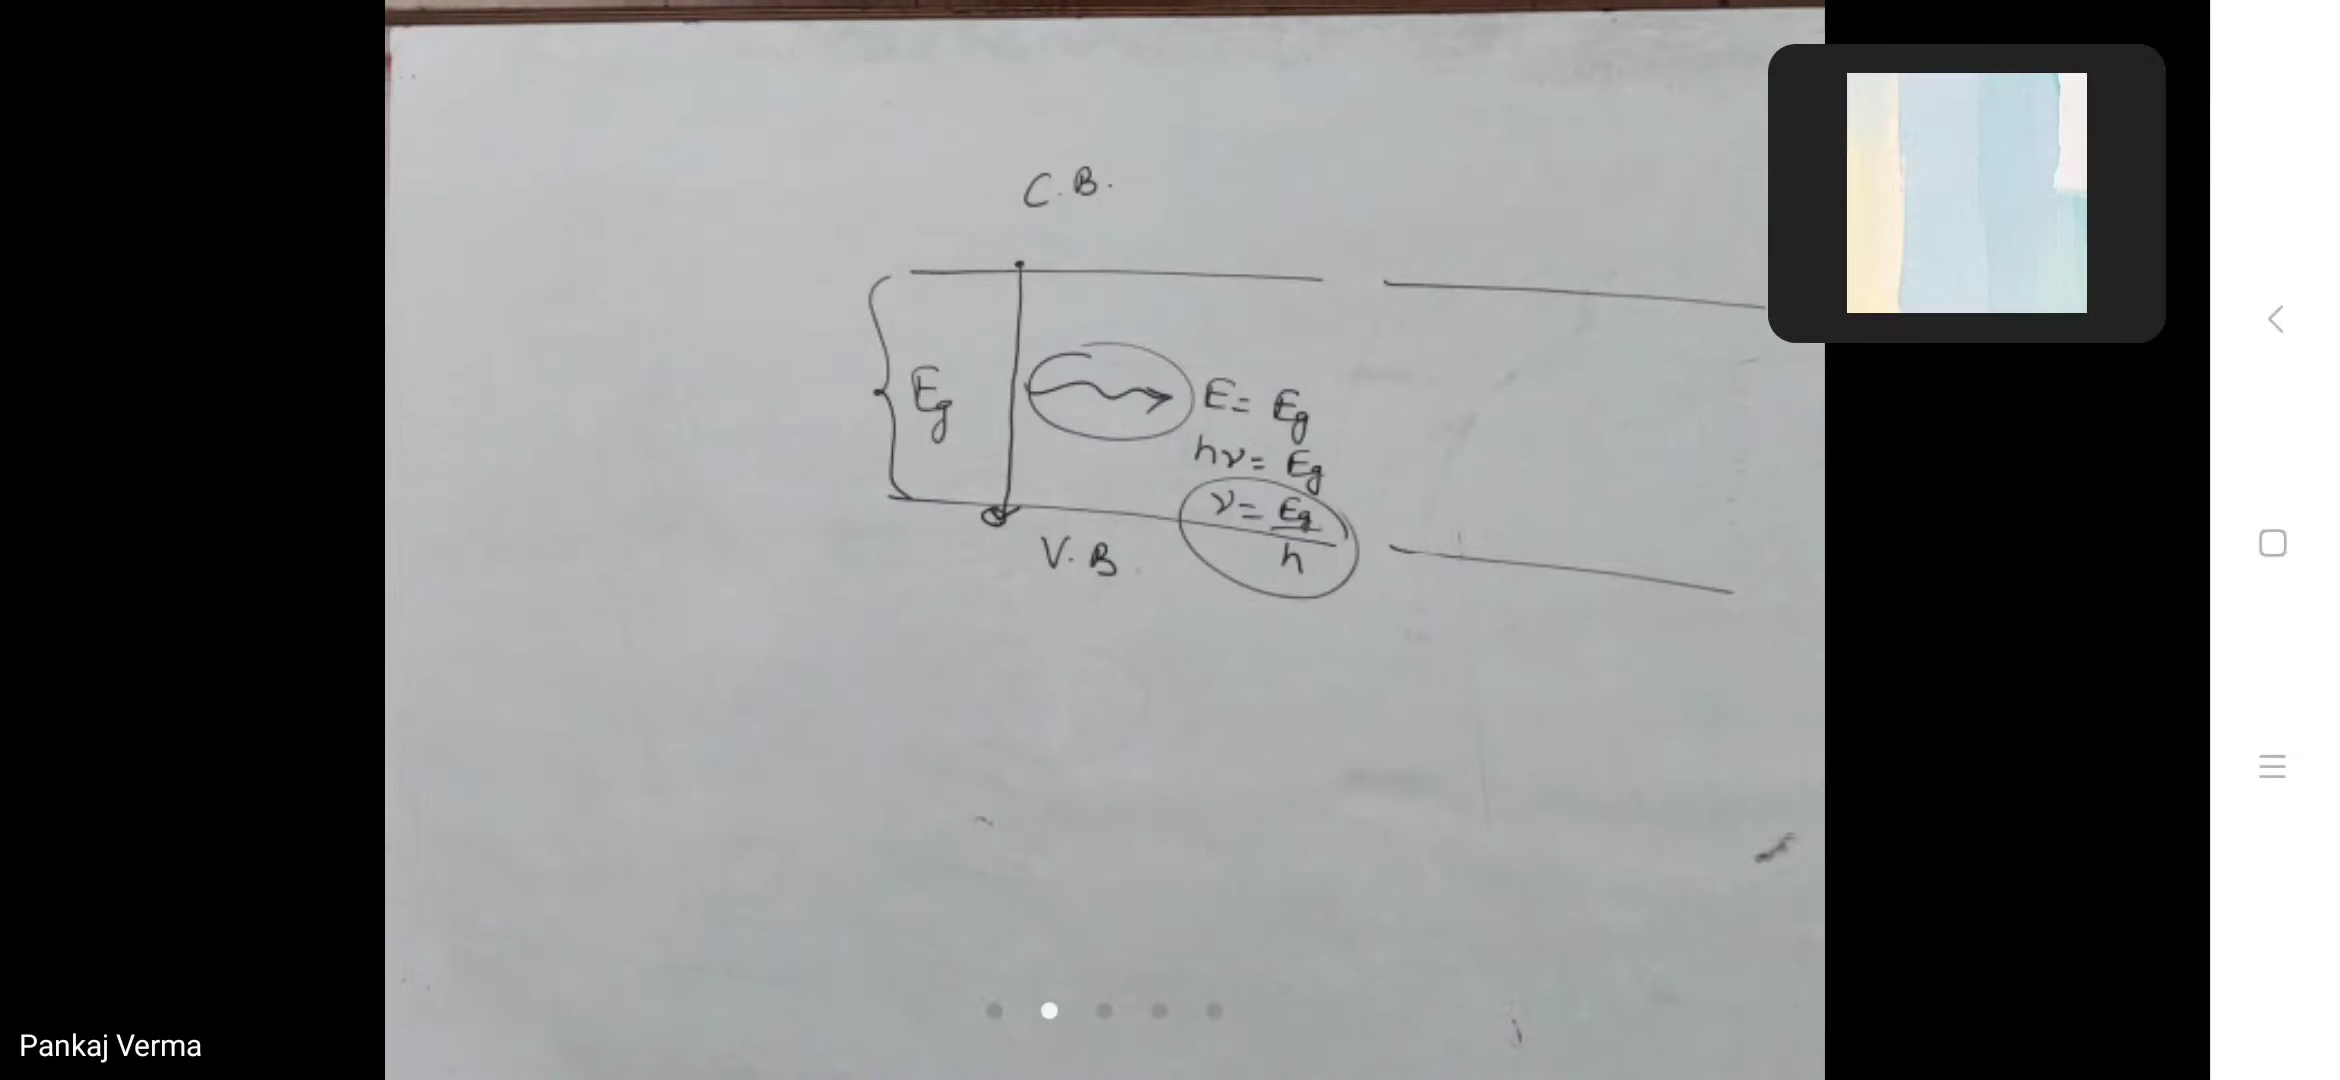 C.B.
Eg
E = Eg
hν = Eg
ν = Eg
h
V.B
Pankaj Verma